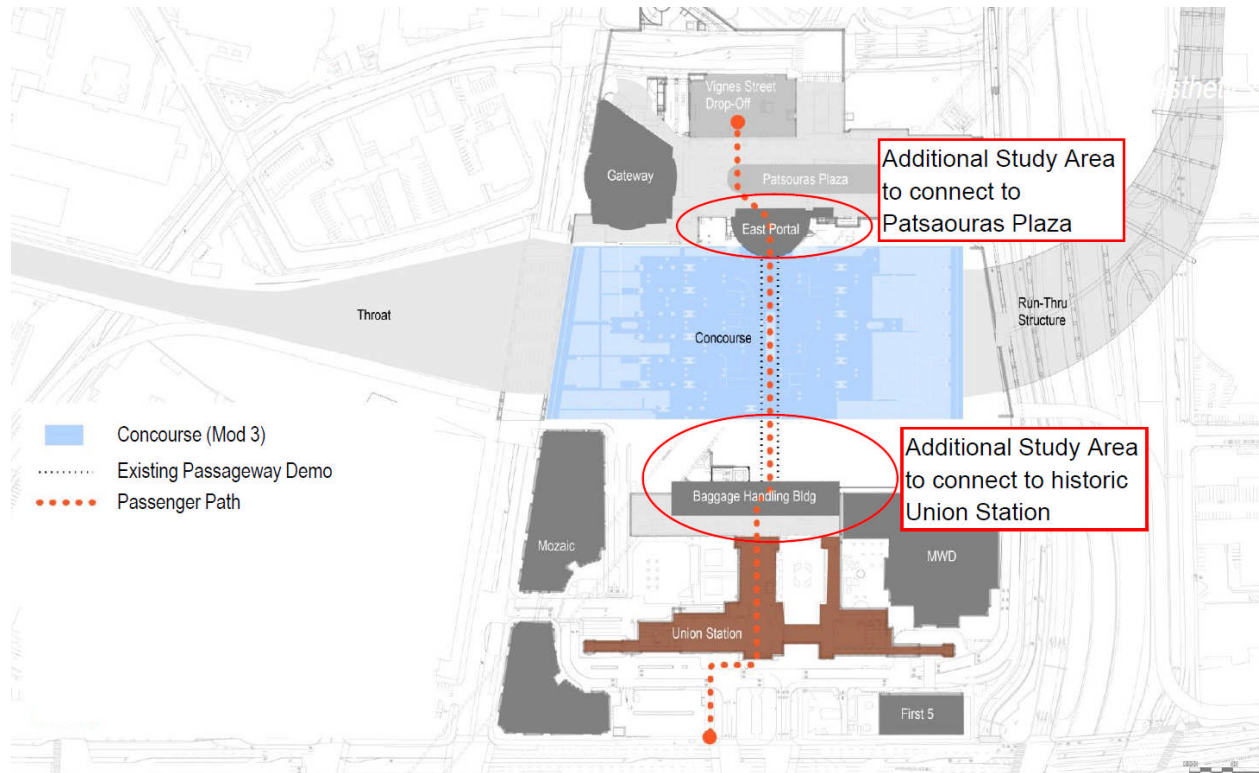 Vignes Street
Drop-Off
Gateway
Patsouras Plaza
East Portal
Additional Study Area
to connect to
Patsaouras Plaza
Throat
Concourse
Run-Thru
Structure
Concourse (Mod 3)
Existing Passageway Demo
Passenger Path
Additional Study Area
to connect to historic
Union Station
Baggage Handling Bldg
Mozaic
MWD
Union Station
First 5